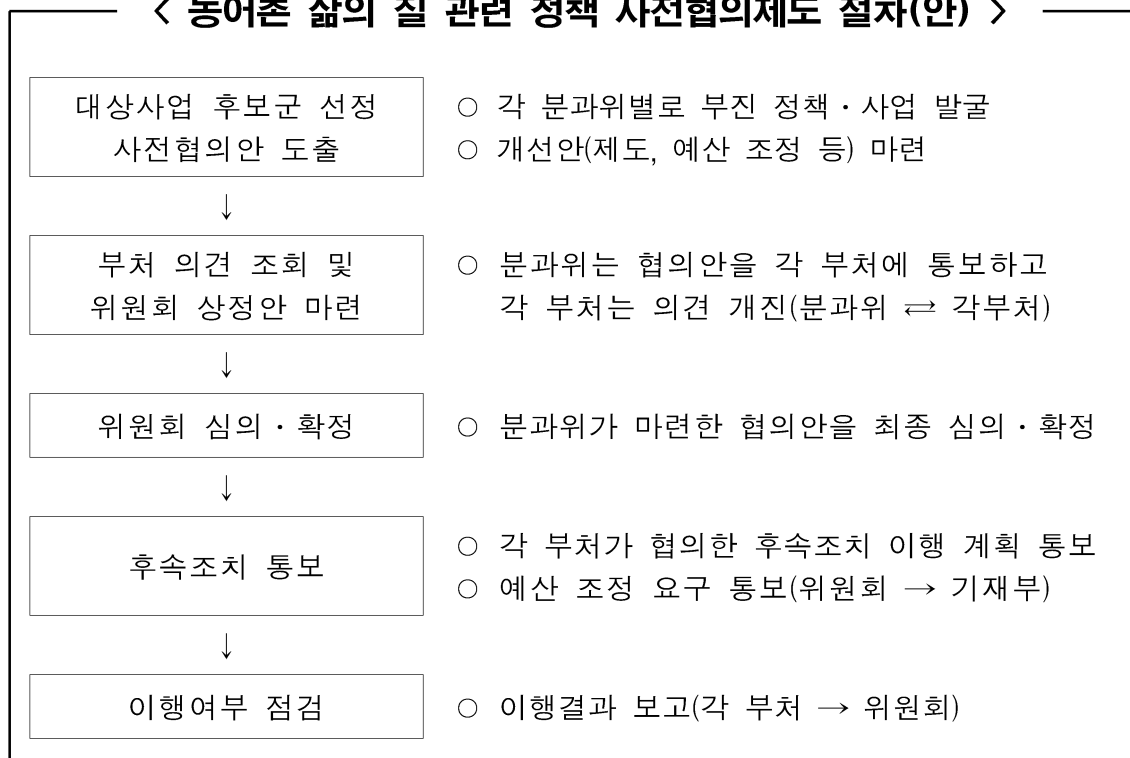 < 농어촌 삶의 질 관련 정책 사전협의제도 절차(안) >
대상사업 후보군 선정
사전협의안 도출
○ 각 분과위별로 부진 정책·사업 발굴
○ 개선안(제도, 예산 조정 등) 마련
↓
부처 의견 조회 및
위원회 상정안 마련
○ 분과위는 협의안을 각 부처에 통보하고
각 부처는 의견 개진(분과위 ⇄ 각부처)
↓
위원회 심의·확정
○ 분과위가 마련한 협의안을 최종 심의·확정
↓
후속조치 통보
○ 각 부처가 협의한 후속조치 이행 계획 통보
○ 예산 조정 요구 통보(위원회 → 기재부)
↓
이행여부 점검
○ 이행결과 보고(각 부처 → 위원회)